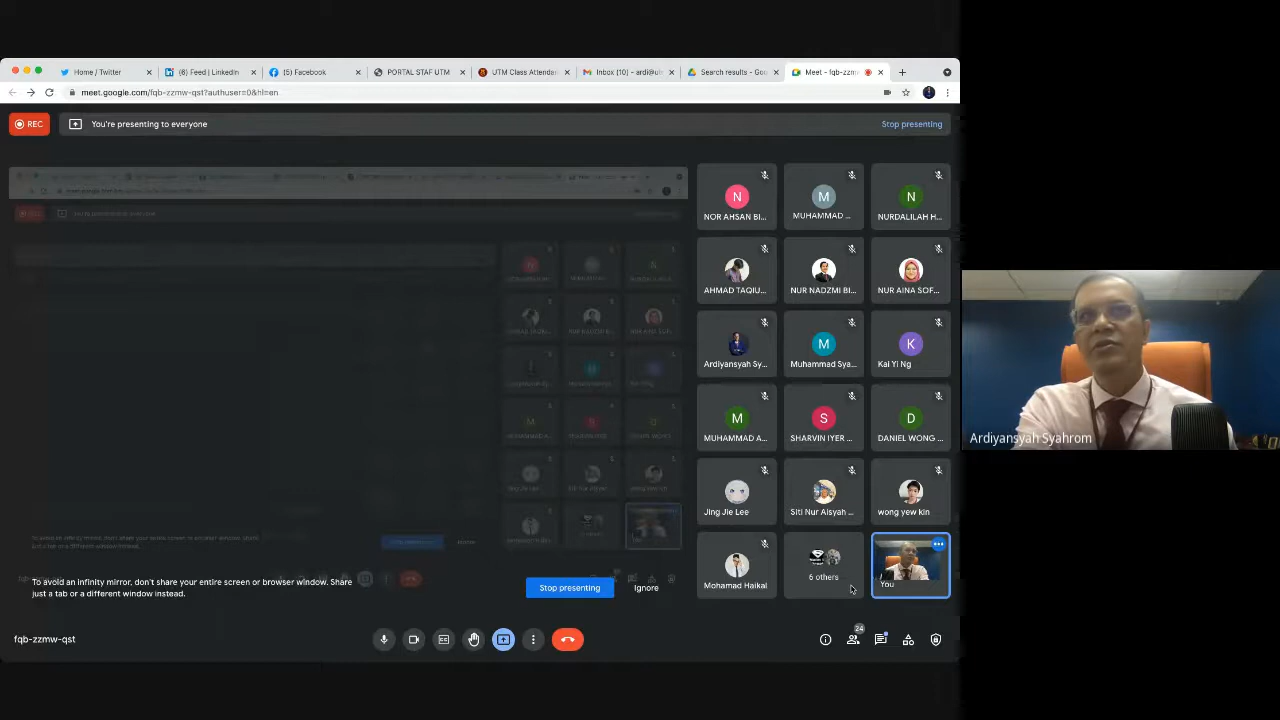 Home / Twitter
(6) Feed | LinkedIn
(5) Facebook
PORTAL STAF UTM
UTM Class Attendan
Inbox (10) - ardi@utm
Search results - Goo
Meet - fqb-zzmw
meet.google.com/fqb-zzmw-qst?authuser=0&hl=en
REC
You're presenting to everyone
Stop presenting
NOR AHSAN BI...
MUHAMMAD ...
NURDALILAH H...
AHMAD TAQIU...
NUR NADZMI BI...
NUR AINA SOF...
Ardiyansyah Sy...
Muhammad Sya...
Kai Yi Ng
M
MUHAMMAD A...
S
SHARVIN IYER ...
D
DANIEL WONG ...
Jing Jie Lee
Siti Nur Aisyah ...
wong yew kin
Mohamad Haikal
6 others
You
To avoid an infinity mirror, don't share your entire screen or browser window. Share
just a tab or a different window instead.
Stop presenting
Ignore
fqb-zzmw-qst
24
Ardiyansyah Syahrom